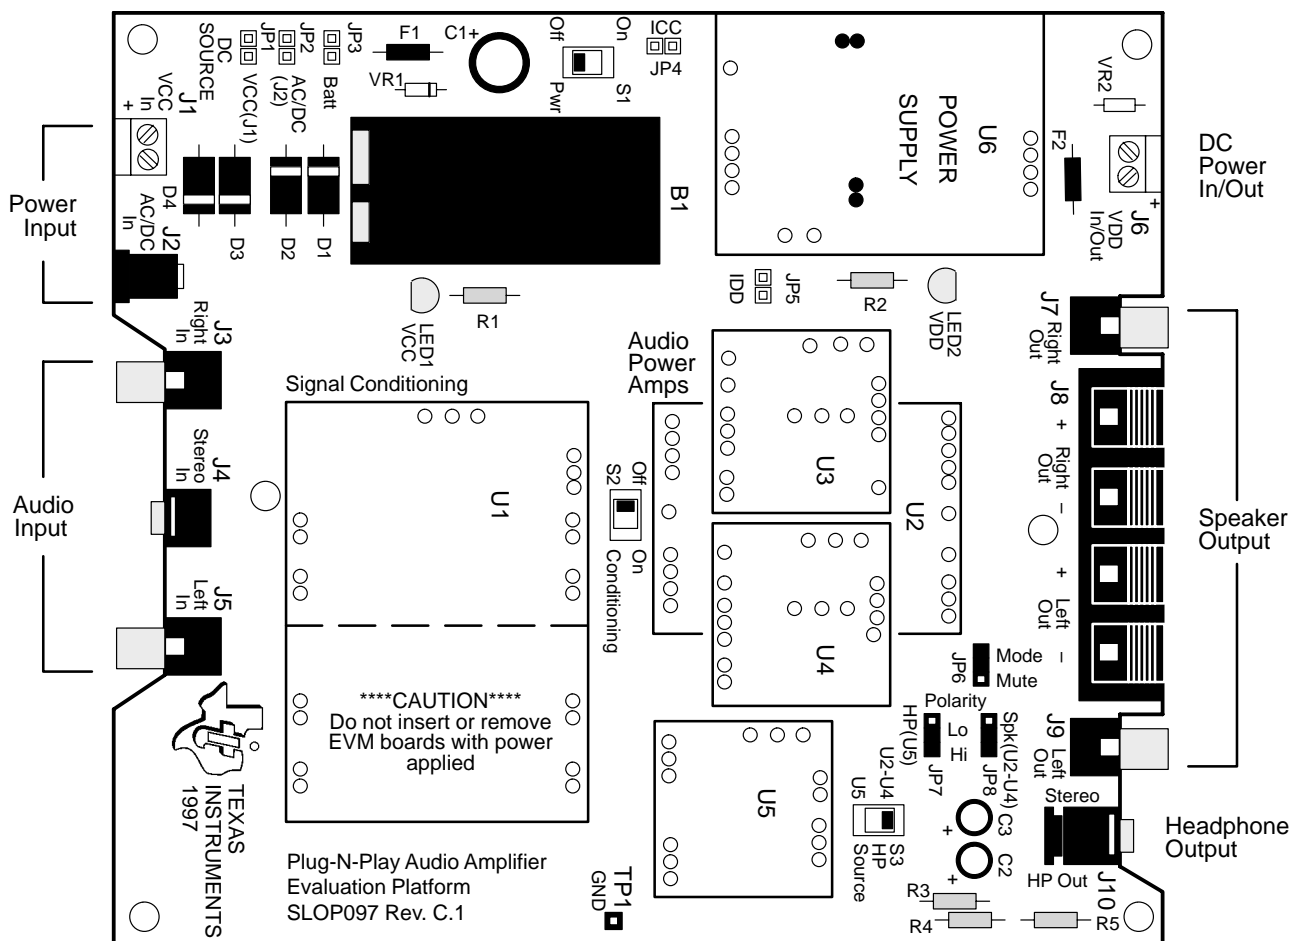 DC
SOURCE
JP1
VCC(J1)
JP2
AC/DC
(J2)
JP3
Batt
F1
VR1
C1+
Off
On
Pwr
S1
ICC
JP4
POWER
SUPPLY
U6
VR2
F2
DC
Power
In/Out
J6
VDD
In/Out
+
J1
VCC
In
+
Power
Input
D4
D3
D2
D1
AC/DC
In
J2
B1
LED1
VCC
R1
IDD
JP5
R2
LED2
VDD
J3
Right
In
J7
Right
Out
Audio
Power
Amps
Signal Conditioning
J8
+
Right
Out
–
+
Left
Out
–
J4
Stereo
In
Audio
Input
U1
S2
Off
On
Conditioning
U3
U2
U4
Speaker
Output
J5
Left
In
JP6
Mode
Mute
Polarity
HP(U5)
Lo
Hi
JP7
Spk(U2-U4)
JP8
J9
Left
Out
****CAUTION****
Do not insert or remove
EVM boards with power
applied
TEXAS
INSTRUMENTS
1997
U5
U5
U2-U4
S3
HP
Source
+
C3
+
C2
Stereo
HP Out
J10
Headphone
Output
Plug-N-Play Audio Amplifier
Evaluation Platform
SLOP097 Rev. C.1
TP1
GND
R3
R4
R5